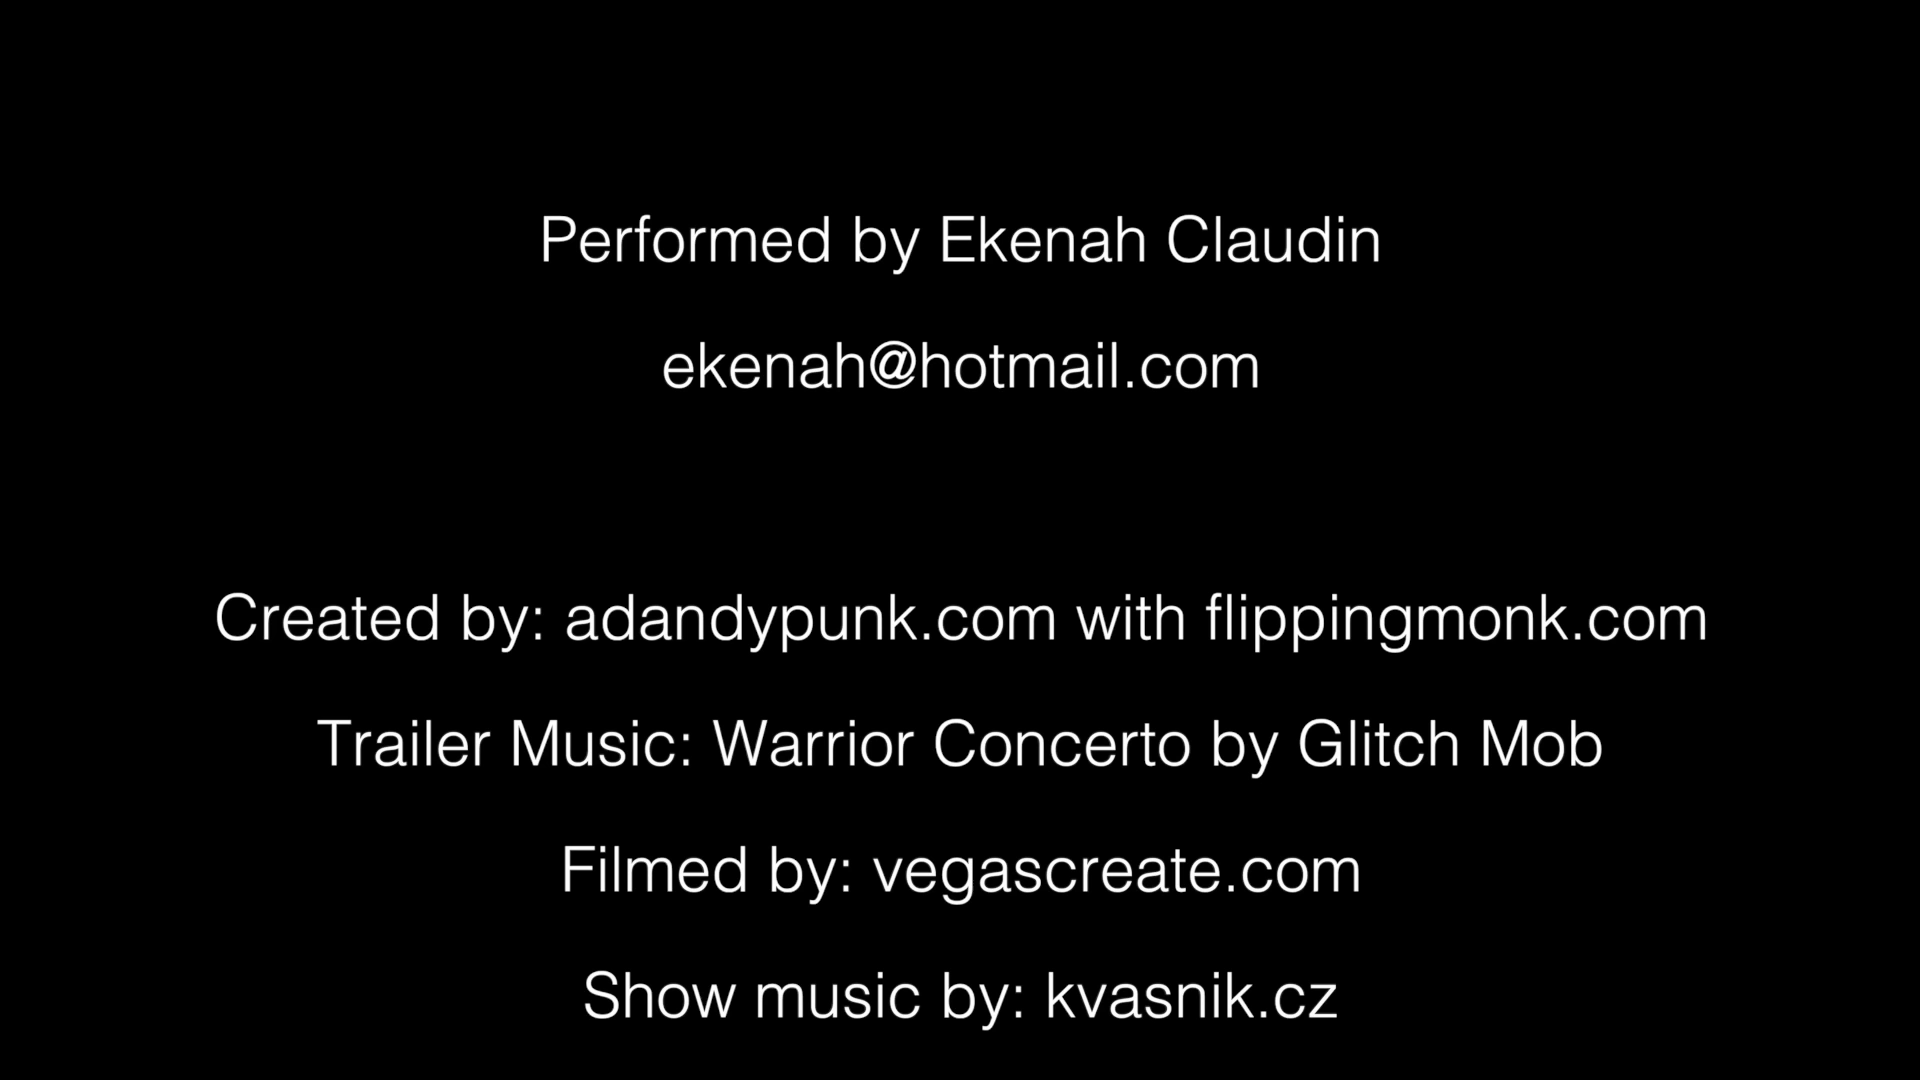 Performed by Ekenah Claudin
ekenah@hotmail.com
Created by: adandypunk.com with flippingmonk.com
Trailer Music: Warrior Concerto by Glitch Mob
Filmed by: vegascreate.com
Show music by: kvasnik.cz